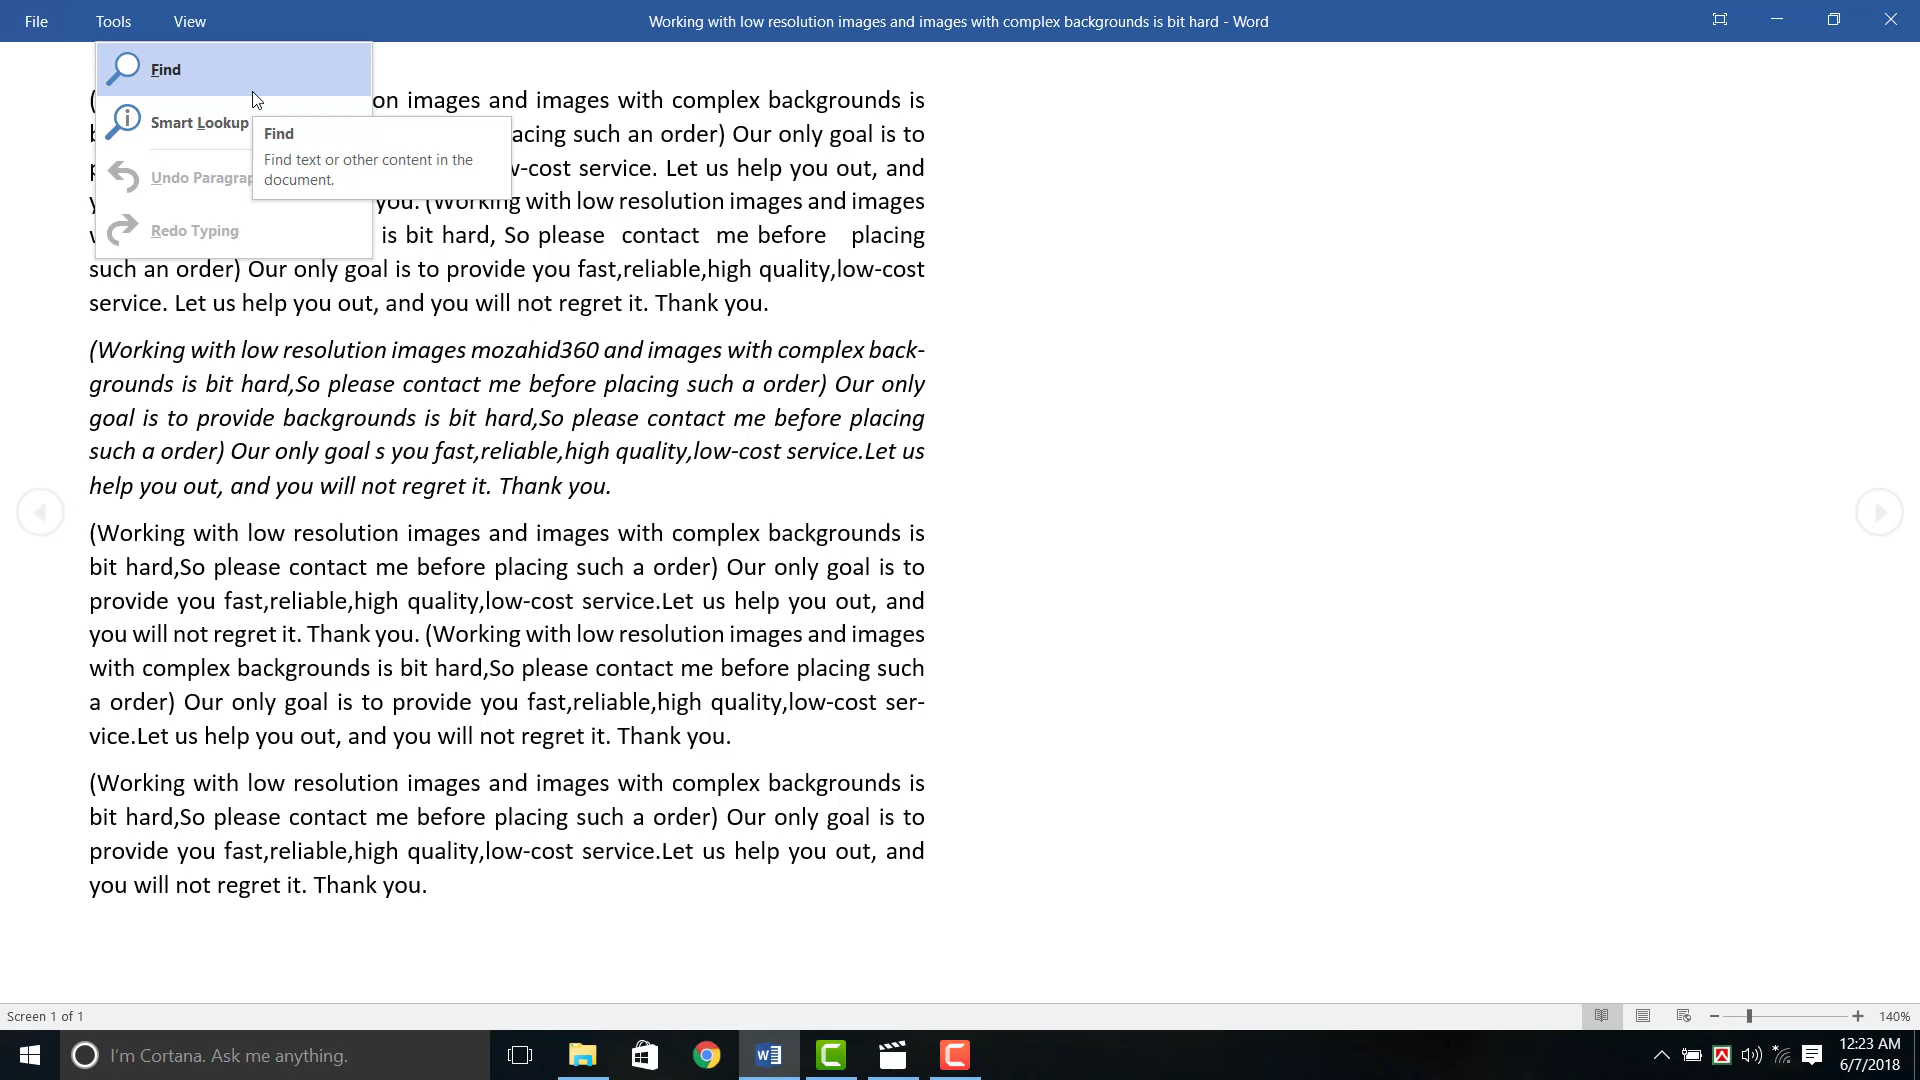 File Tools View Working with low resolution images and images with complex backgrounds is bit hard - Word
Find
Smart Lookup
Undo Paragrap
Redo Typing
Find
Find text or other content in the
document.
( on images and images with complex backgrounds is
acing such an order) Our only goal is to
w-cost service. Let us help you out, and
you. (Working with low resolution images and images
is bit hard, So please contact me before placing
such an order) Our only goal is to provide you fast,reliable,high quality,low-cost
service. Let us help you out, and you will not regret it. Thank you.
(Working with low resolution images mozahid360 and images with complex back-
grounds is bit hard,So please contact me before placing such a order) Our only
goal is to provide backgrounds is bit hard,So please contact me before placing
such a order) Our only goal s you fast,reliable,high quality,low-cost service.Let us
help you out, and you will not regret it. Thank you.
(Working with low resolution images and images with complex backgrounds is
bit hard,So please contact me before placing such a order) Our only goal is to
provide you fast,reliable,high quality,low-cost service.Let us help you out, and
you will not regret it. Thank you. (Working with low resolution images and images
with complex backgrounds is bit hard,So please contact me before placing such
a order) Our only goal is to provide you fast,reliable,high quality,low-cost ser-
vice.Let us help you out, and you will not regret it. Thank you.
(Working with low resolution images and images with complex backgrounds is
bit hard,So please contact me before placing such a order) Our only goal is to
provide you fast,reliable,high quality,low-cost service.Let us help you out, and
you will not regret it. Thank you.
Screen 1 of 1 140%
I'm Cortana. Ask me anything.
12:23 AM
6/7/2018